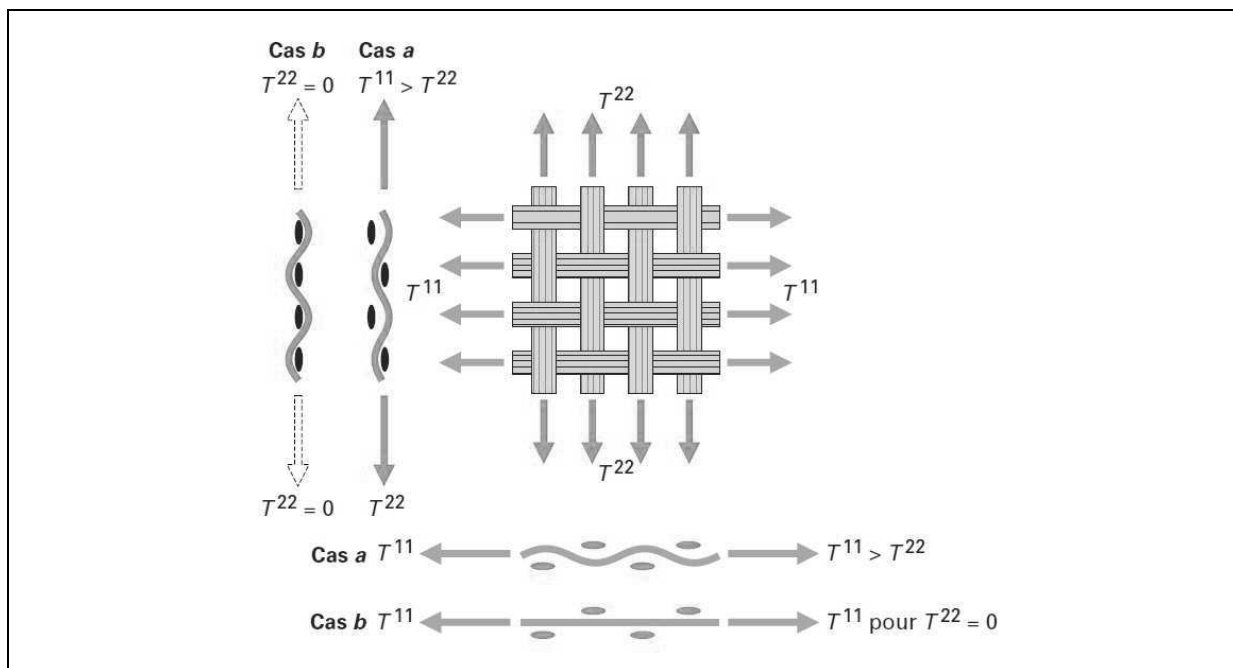 Cas b Cas a
T²² = 0 T¹¹ > T²²
T²²
T¹¹ T¹¹
T²²
T²² = 0 T²²
Cas a T¹¹ T¹¹ > T²²
Cas b T¹¹ T¹¹ pour T²² = 0